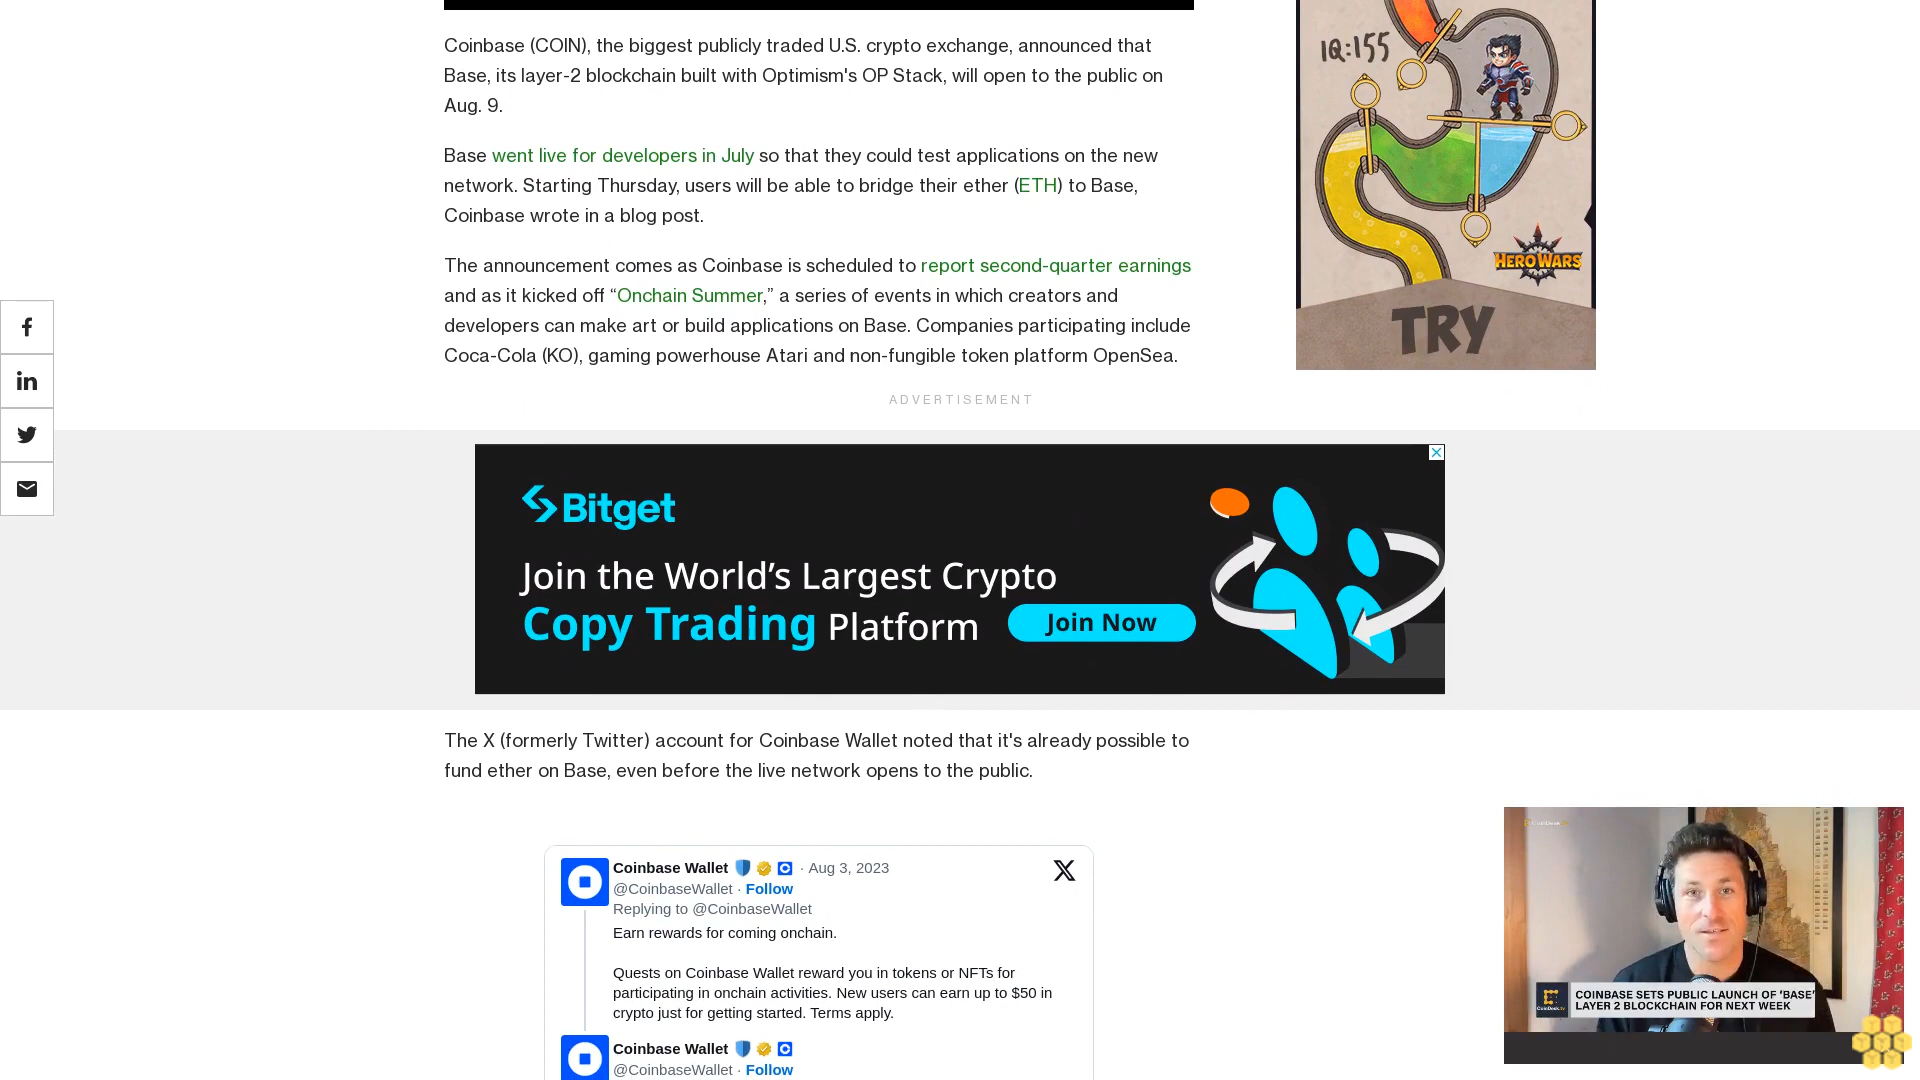 Coinbase (COIN), the biggest publicly traded U.S. crypto exchange, announced that
Base, its layer-2 blockchain built with Optimism's OP Stack, will open to the public on
Aug. 9.
Base went live for developers in July so that they could test applications on the new
network. Starting Thursday, users will be able to bridge their ether (ETH) to Base,
Coinbase wrote in a blog post.
The announcement comes as Coinbase is scheduled to report second-quarter earnings
and as it kicked off “Onchain Summer,” a series of events in which creators and
developers can make art or build applications on Base. Companies participating include
Coca-Cola (KO), gaming powerhouse Atari and non-fungible token platform OpenSea.
IQ:155
HERO WARS
TRY
ADVERTISEMENT
Bitget
Join the World’s Largest Crypto
Copy Trading Platform
Join Now
The X (formerly Twitter) account for Coinbase Wallet noted that it's already possible to
fund ether on Base, even before the live network opens to the public.
Coinbase Wallet · Aug 3, 2023
@CoinbaseWallet · Follow
Replying to @CoinbaseWallet
Earn rewards for coming onchain.
Quests on Coinbase Wallet reward you in tokens or NFTs for
participating in onchain activities. New users can earn up to $50 in
crypto just for getting started. Terms apply.
Coinbase Wallet
@CoinbaseWallet · Follow
COINBASE SETS PUBLIC LAUNCH OF 'BASE'
LAYER 2 BLOCKCHAIN FOR NEXT WEEK